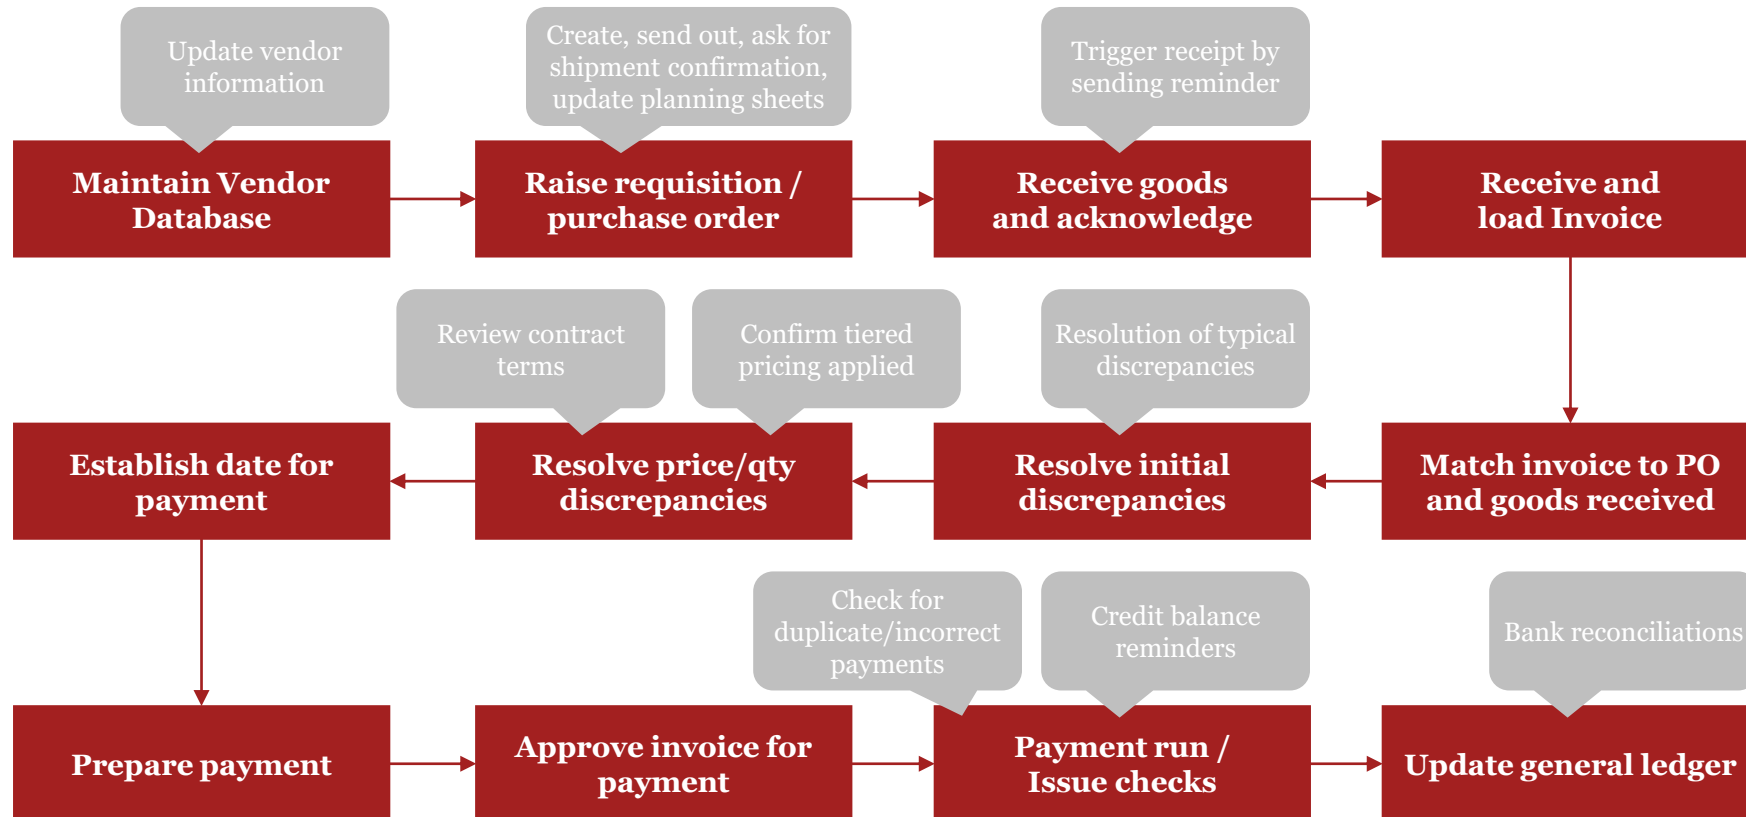 Update vendor
information
Create, send out, ask for
shipment confirmation,
update planning sheets
Trigger receipt by
sending reminder
Maintain Vendor
Database
Raise requisition /
purchase order
Receive goods
and acknowledge
Receive and
load Invoice
Review contract
terms
Confirm tiered
pricing applied
Resolution of typical
discrepancies
Establish date for
payment
Resolve price/qty
discrepancies
Resolve initial
discrepancies
Match invoice to PO
and goods received
Check for
duplicate/incorrect
payments
Credit balance
reminders
Bank reconciliations
Prepare payment
Approve invoice for
payment
Payment run /
Issue checks
Update general ledger